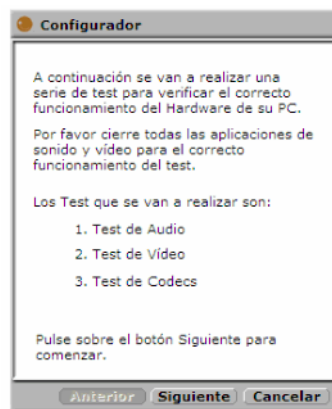 Configurador
A continuación se van a realizar una
serie de test para verificar el correcto
funcionamiento del Hardware de su PC.
Por favor cierre todas las aplicaciones de
sonido y vídeo para el correcto
funcionamiento del test.
Los Test que se van a realizar son:
1. Test de Audio
2. Test de Vídeo
3. Test de Codecs
Pulse sobre el botón Siguiente para
comenzar.
Anterior Siguiente Cancelar